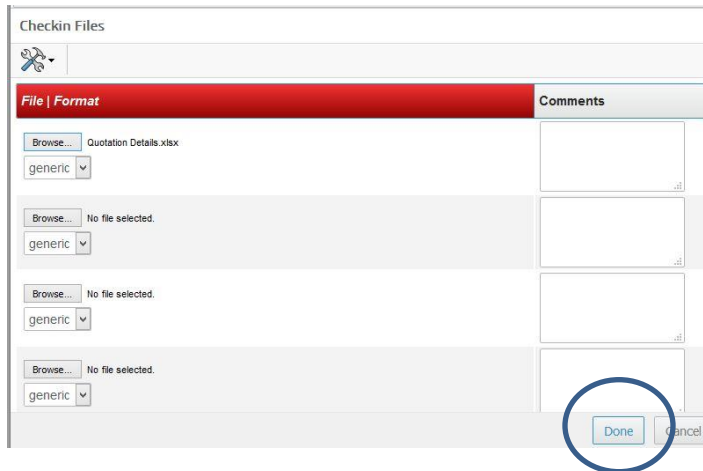 Checkin Files
File | Format Comments
Browse... Quotation Details.xlsx
generic
Browse... No file selected.
generic
Browse... No file selected.
generic
Browse... No file selected.
generic
Done Cancel